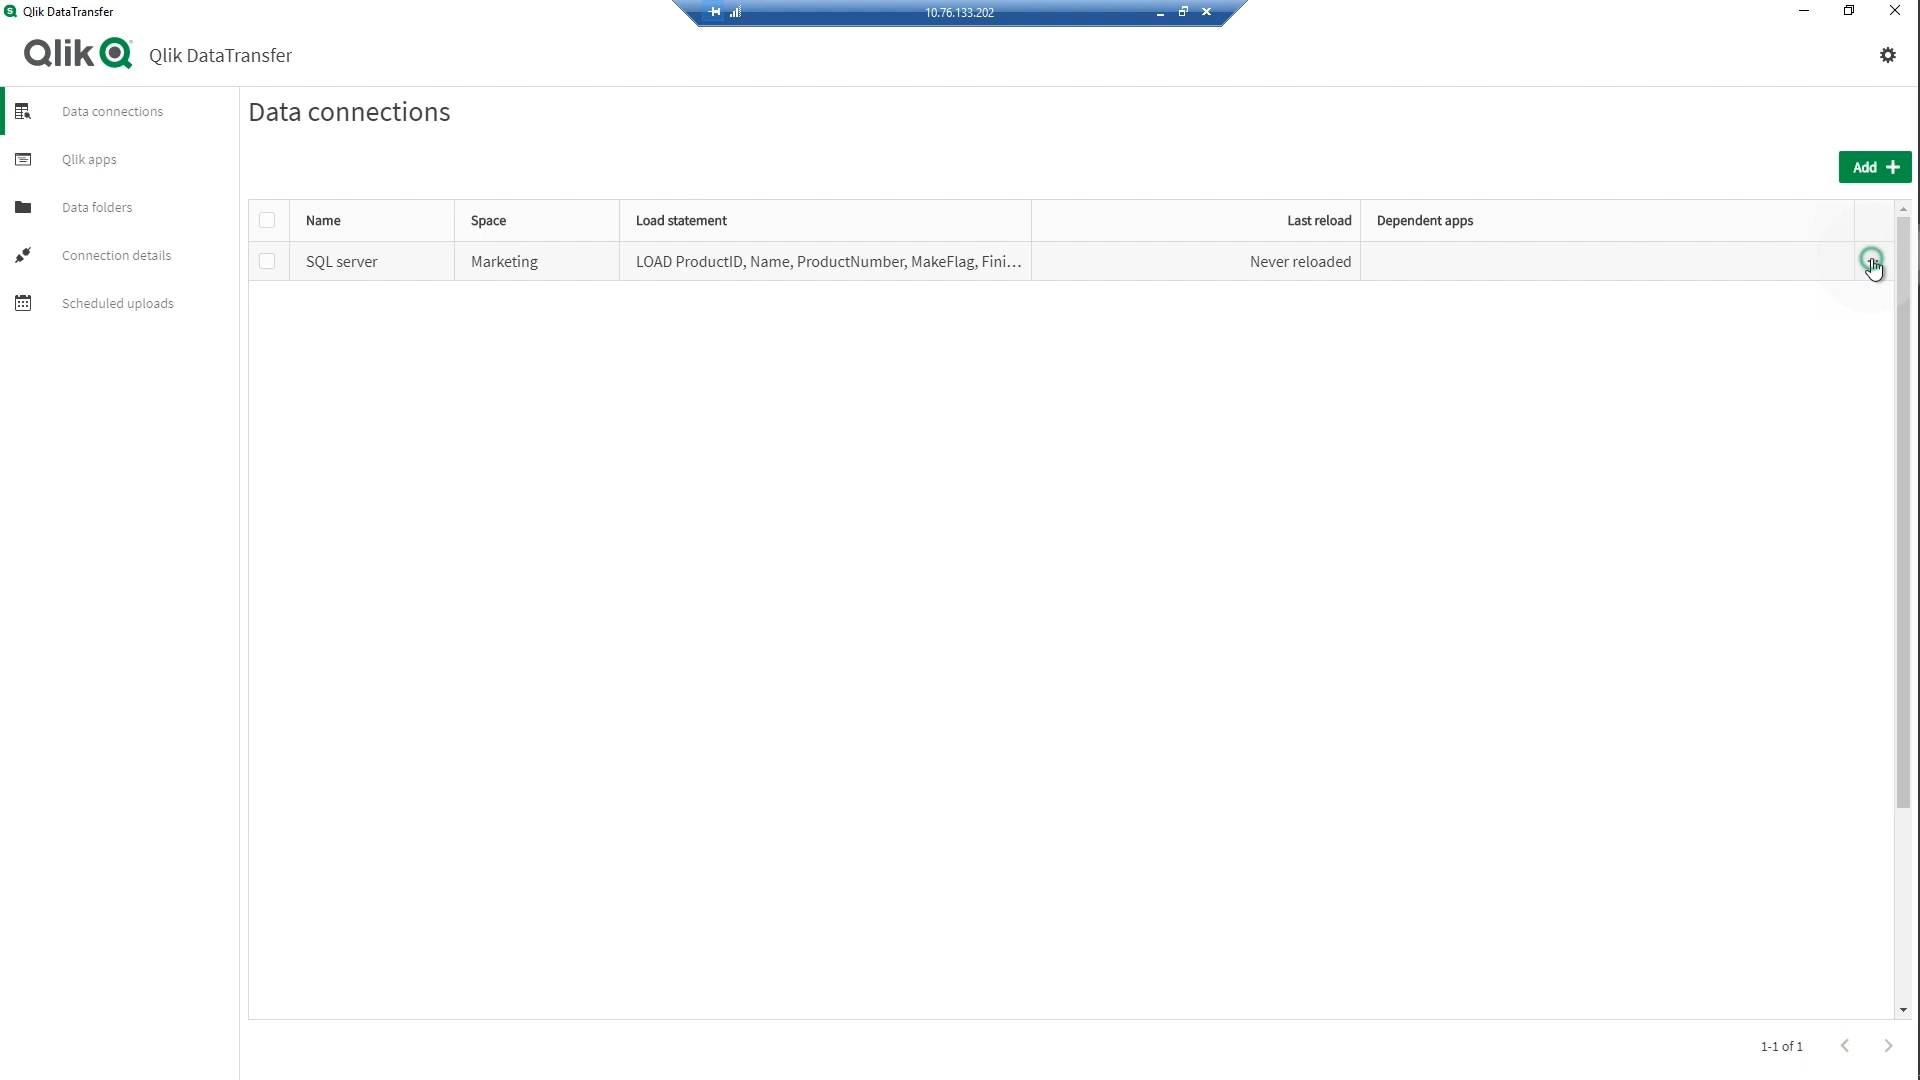 Qlik DataTransfer
10.76.133.202
Qlik Qlik DataTransfer
Data connections
Qlik apps
Data folders
Connection details
Scheduled uploads
Data connections
Add +
Name Space Load statement Last reload Dependent apps
SQL server Marketing LOAD ProductID, Name, ProductNumber, MakeFlag, Fini... Never reloaded
1-1 of 1